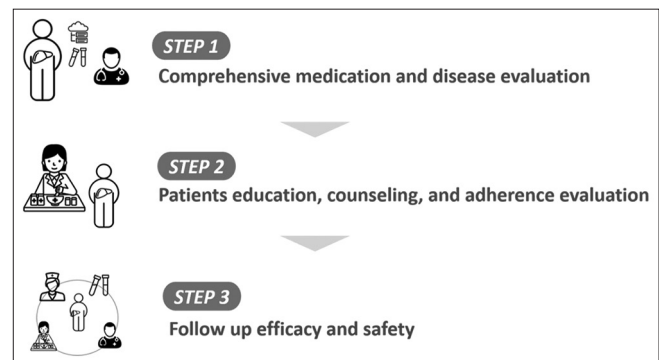 STEP 1
Comprehensive medication and disease evaluation
STEP 2
Patients education, counseling, and adherence evaluation
STEP 3
Follow up efficacy and safety